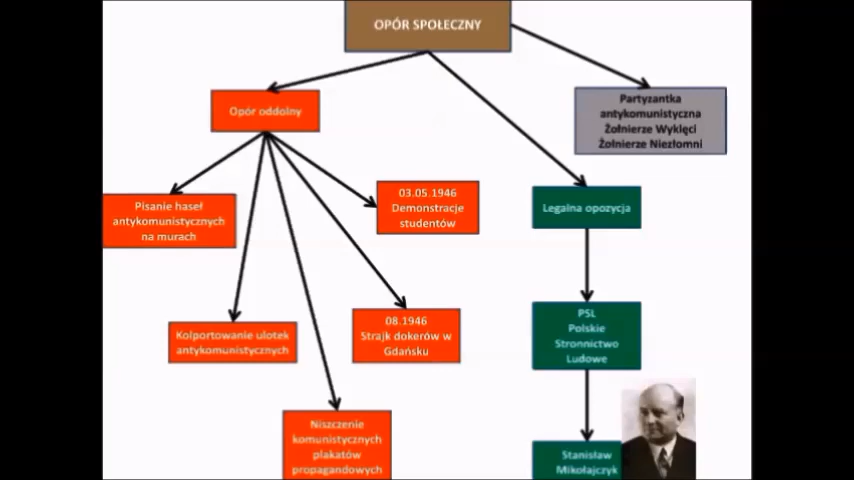 OPÓR SPOŁECZNY
Opór oddolny
Partyzantka
antykomunistyczna
Żołnierze Wyklęci
Żołnierze Niezłomni
Pisanie haseł
antykomunistycznych
na murach
03.05.1946
Demonstracje
studentów
Legalna opozycja
Kolportowanie ulotek
antykomunistycznych
08.1946
Strajk dokerów w
Gdańsku
PSL
Polskie
Stronnictwo
Ludowe
Niszczenie
komunistycznych
plakatów
propagandowych
Stanisław
Mikołajczyk